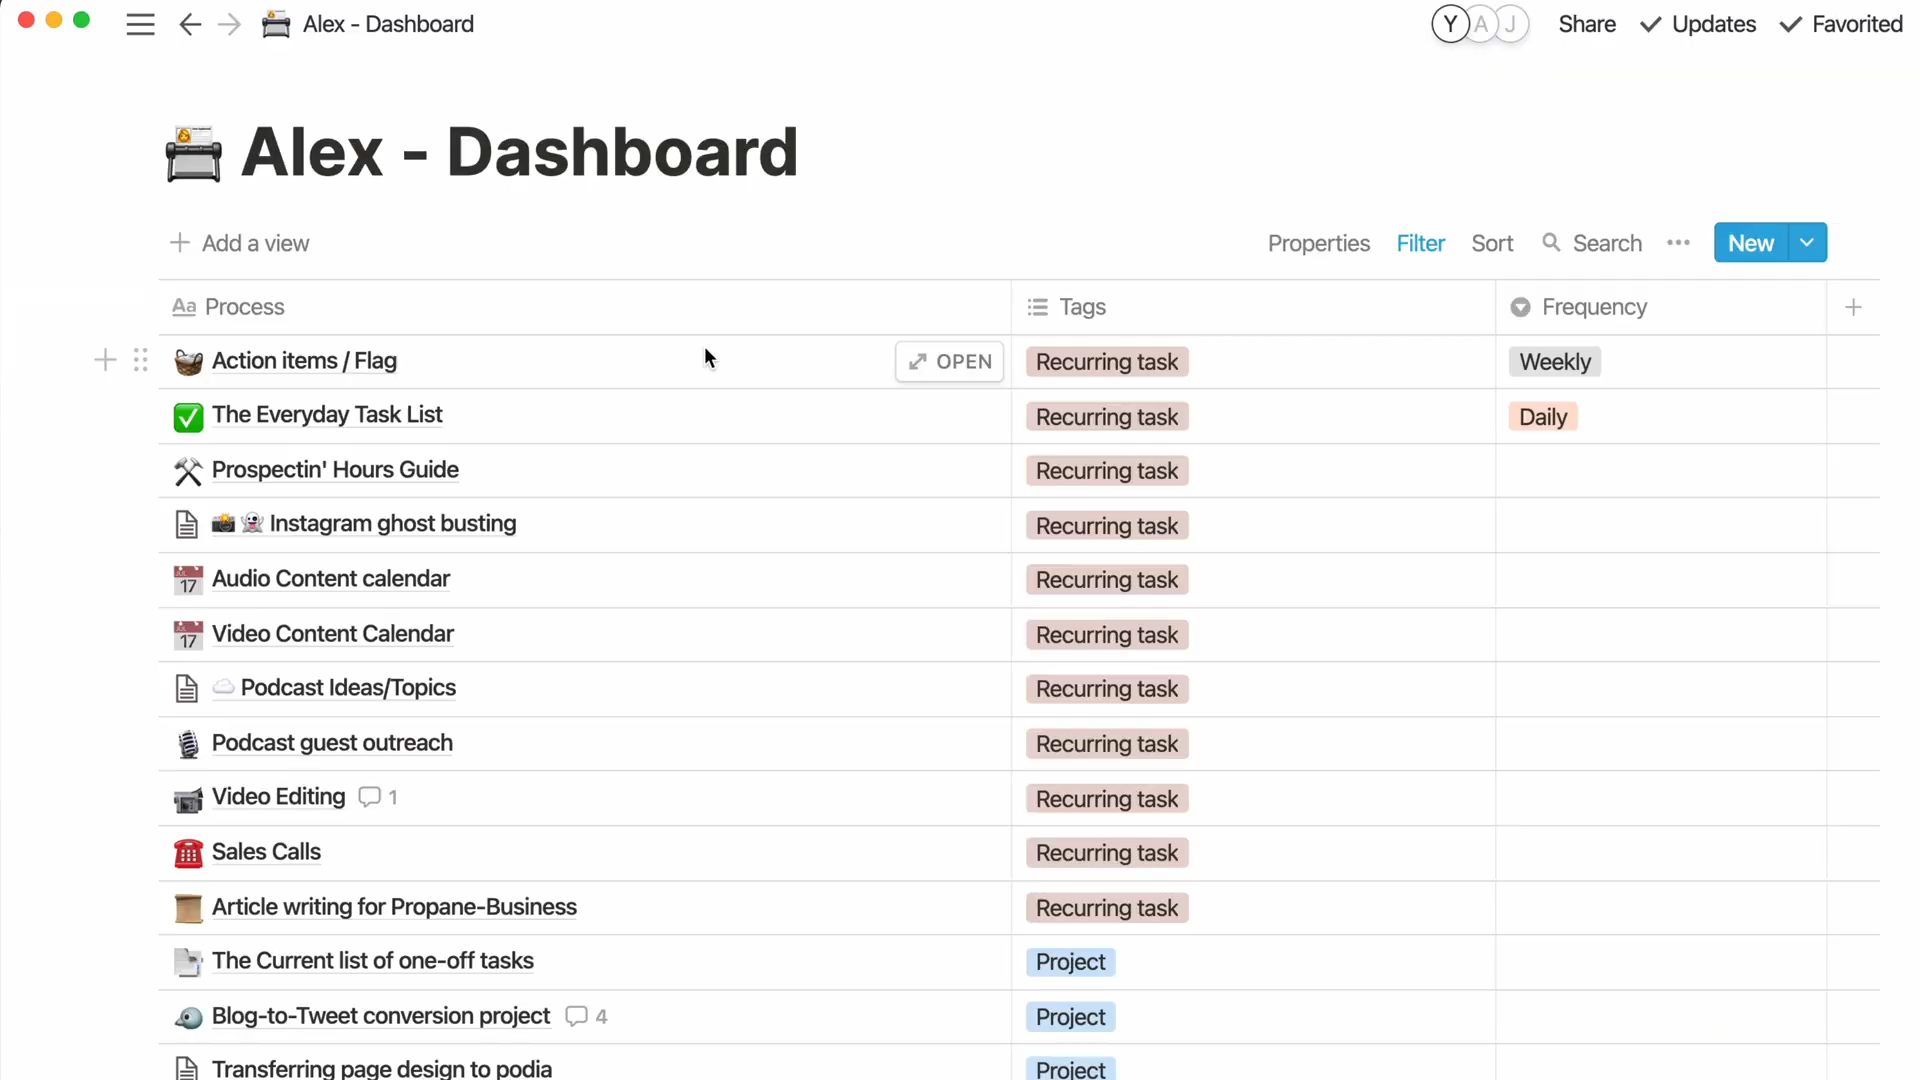 Alex - Dashboard
Y A J Share Updates Favorited
Alex - Dashboard
Add a view
Properties Filter Sort Search New
Aa Process Tags Frequency
Action items / Flag OPEN Recurring task Weekly
The Everyday Task List Recurring task Daily
Prospectin' Hours Guide Recurring task
Instagram ghost busting Recurring task
17 Audio Content calendar Recurring task
17 Video Content Calendar Recurring task
Podcast Ideas/Topics Recurring task
Podcast guest outreach Recurring task
Video Editing 1 Recurring task
Sales Calls Recurring task
Article writing for Propane-Business Recurring task
The Current list of one-off tasks Project
Blog-to-Tweet conversion project 4 Project
Transferring page design to podia Project